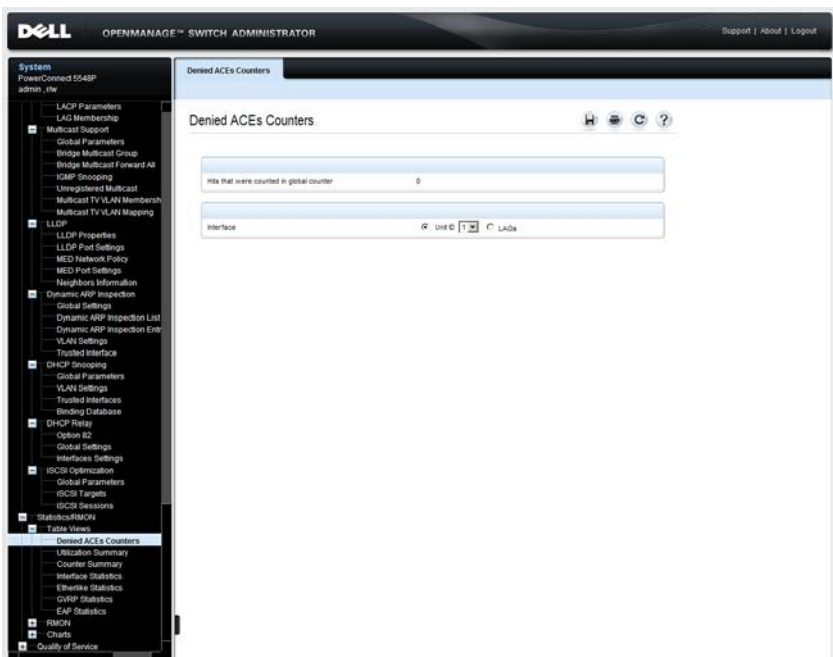 DELL
OPENMANAGE™ SWITCH ADMINISTRATOR
Support | About | Logout
System
PowerConnect 5548P
admin , r/w
LACP Parameters
LAG Membership
Multicast Support
Global Parameters
Bridge Multicast Group
Bridge Multicast Forward All
IGMP Snooping
Unregistered Multicast
Multicast TV VLAN Membersh
Multicast TV VLAN Mapping
LLDP
LLDP Properties
LLDP Port Settings
MED Network Policy
MED Port Settings
Neighbors Information
Dynamic ARP Inspection
Global Settings
Dynamic ARP Inspection List
Dynamic ARP Inspection Entr
VLAN Settings
Trusted Interface
DHCP Snooping
Global Parameters
VLAN Settings
Trusted Interfaces
Binding Database
DHCP Relay
Option 82
Global Settings
Interfaces Settings
iSCSI Optimization
Global Parameters
iSCSI Targets
iSCSI Sessions
Statistics/RMON
Table Views
Denied ACEs Counters
Utilization Summary
Counter Summary
Interface Statistics
Etherlike Statistics
GVRP Statistics
EAP Statistics
RMON
Charts
Quality of Service
Denied ACEs Counters
Denied ACEs Counters
Hits that were counted in global counter 0
Interface Unit ID 1 LAGs